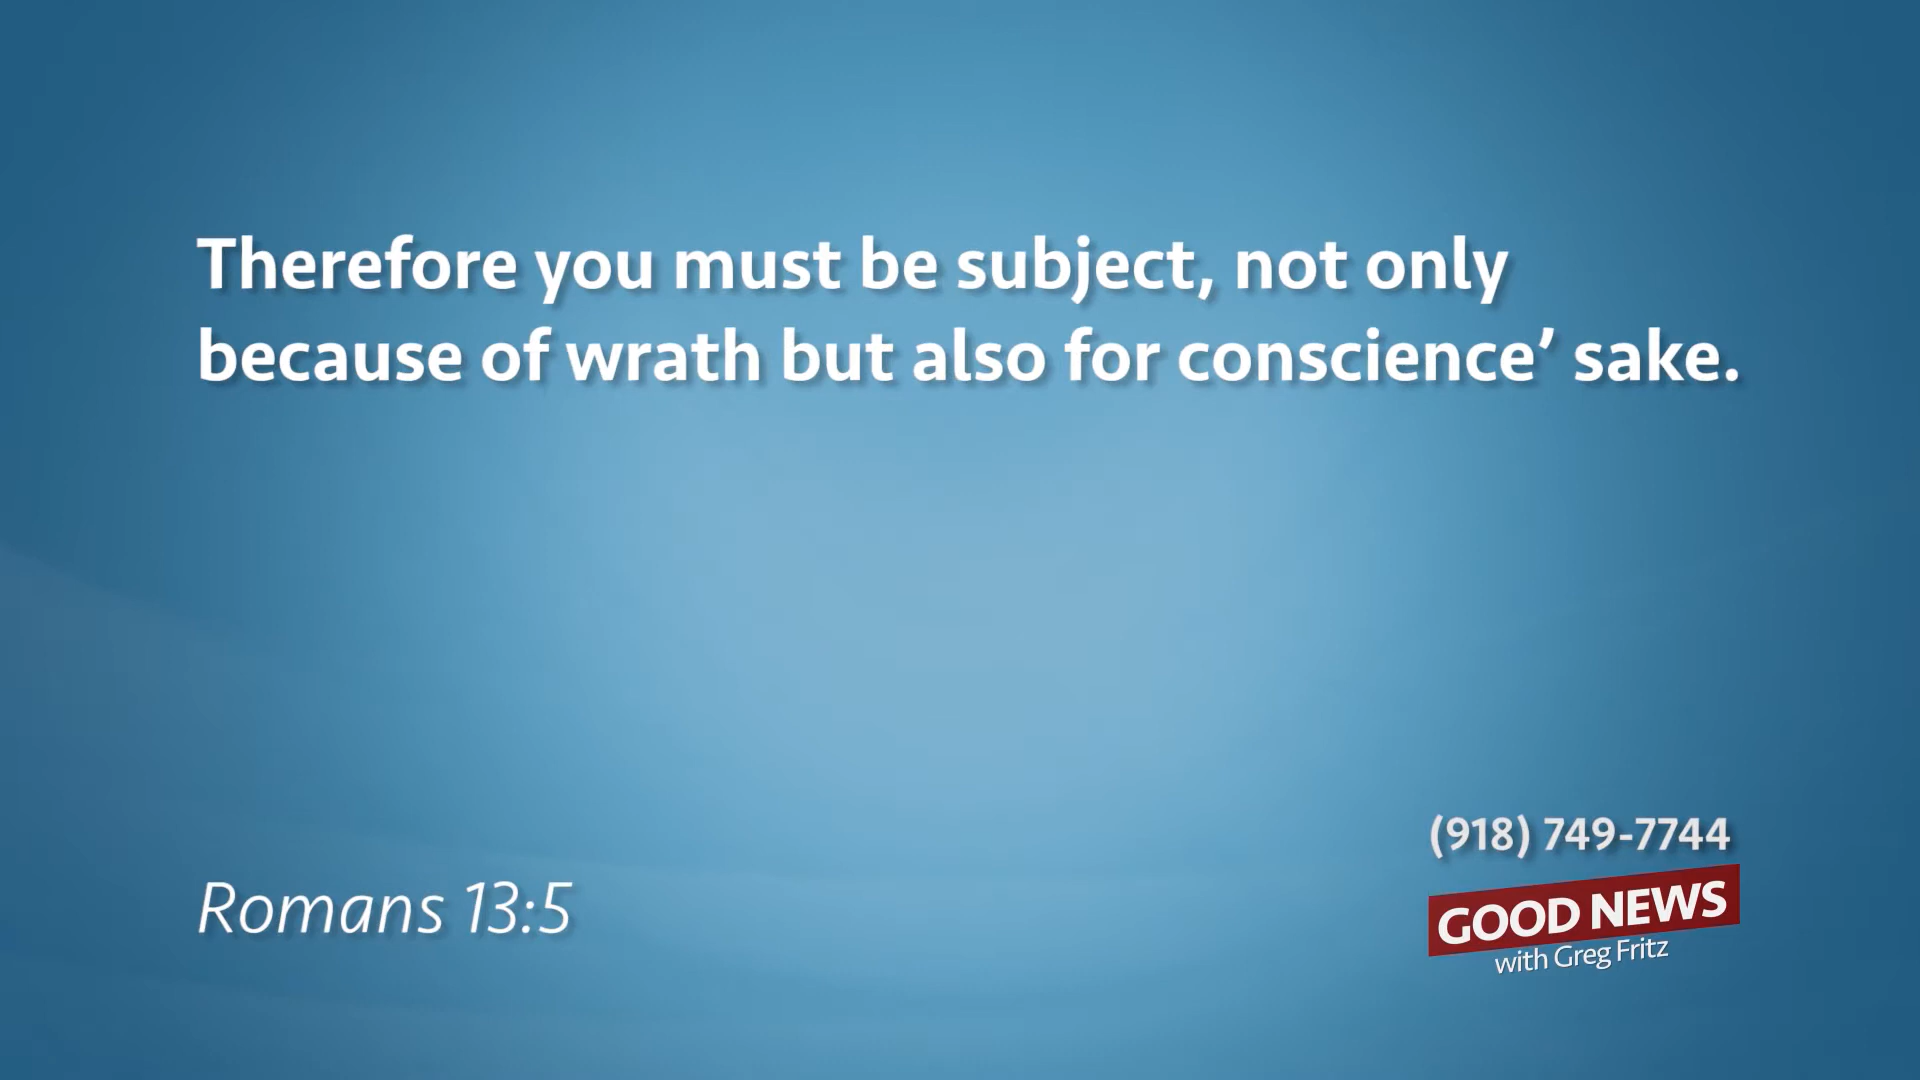 Therefore you must be subject, not only
because of wrath but also for conscience’ sake.
Romans 13:5
(918) 749-7744
GOOD NEWS
with Greg Fritz